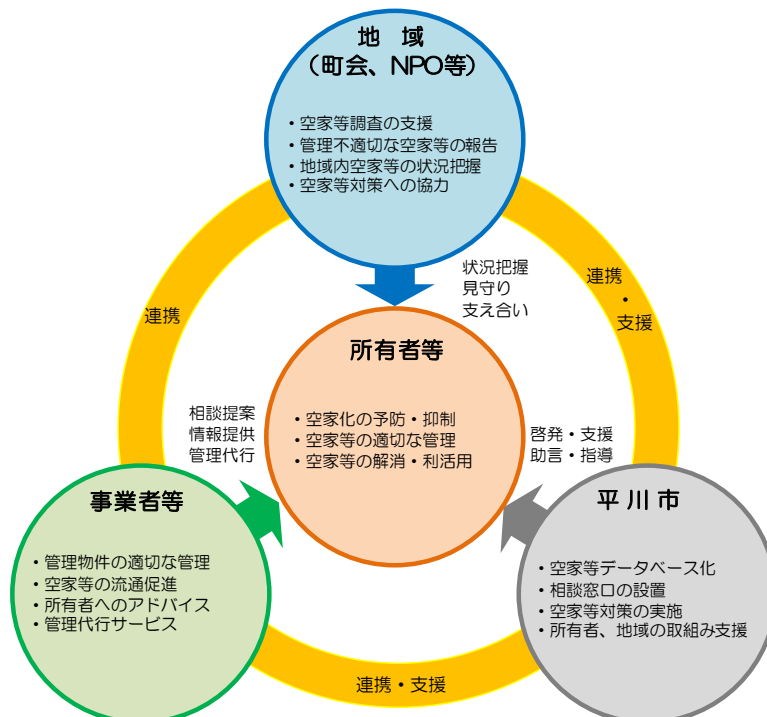 地　域
（町会、NPO等）
・空家等調査の支援
・管理不適切な空家等の報告
・地域内空家等の状況把握
・空家等対策への協力
状況把握
見守り
支え合い
連携
連携
・
支援
所有者等
・空家化の予防・抑制
・空家等の適切な管理
・空家等の解消・利活用
相談提案
情報提供
管理代行
啓発・支援
助言・指導
事業者等
・管理物件の適切な管理
・空家等の流通促進
・所有者へのアドバイス
・管理代行サービス
平 川 市
・空家等データベース化
・相談窓口の設置
・空家等対策の実施
・所有者、地域の取組み支援
連携・支援